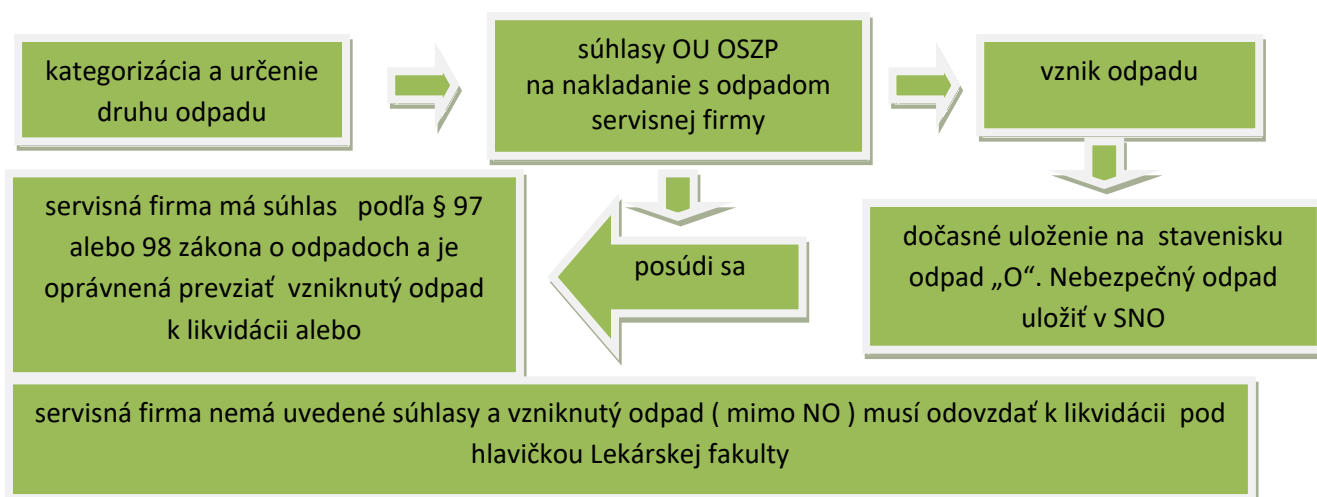 kategorizácia a určenie
druhu odpadu
súhlasy OU OSZP
na nakladanie s odpadom
servisnej firmy
vznik odpadu
servisná firma má súhlas podľa § 97
alebo 98 zákona o odpadoch a je
oprávnená prevziať vzniknutý odpad
k likvidácii alebo
posúdi sa
dočasné uloženie na stavenisku
odpad „O“. Nebezpečný odpad
uložiť v SNO
servisná firma nemá uvedené súhlasy a vzniknutý odpad ( mimo NO ) musí odovzdať k likvidácii pod
hlavičkou Lekárskej fakulty